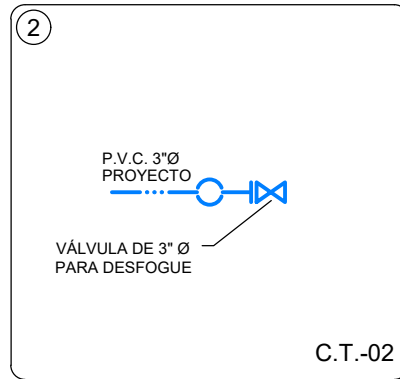 2
P.V.C. 3"Ø
PROYECTO
VÁLVULA DE 3" Ø
PARA DESFOGUE
C.T.-02